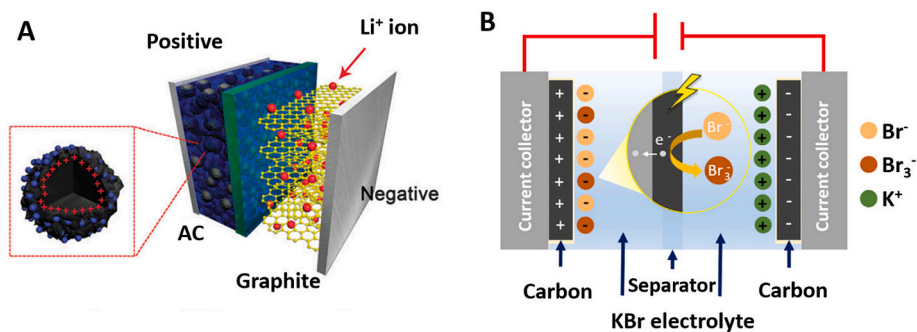 A
Positive
Li⁺ ion
Negative
AC
Graphite
B
Current collector
Current collector
e⁻
Br⁻
Br₃⁻
Br⁻
Br₃⁻
K⁺
Carbon
Separator
Carbon
KBr electrolyte